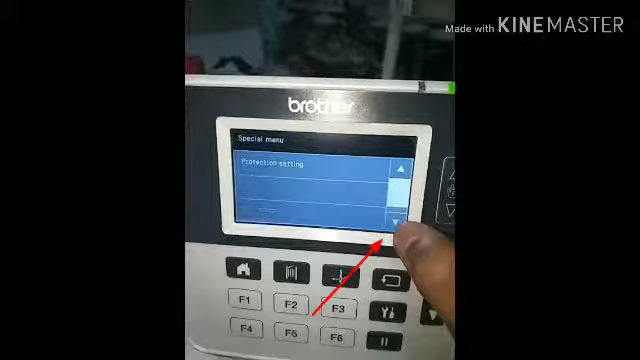 Made with KINEMASTER
brother
Special menu
Protection setting
F1 F2 F3
F4 F5 F6